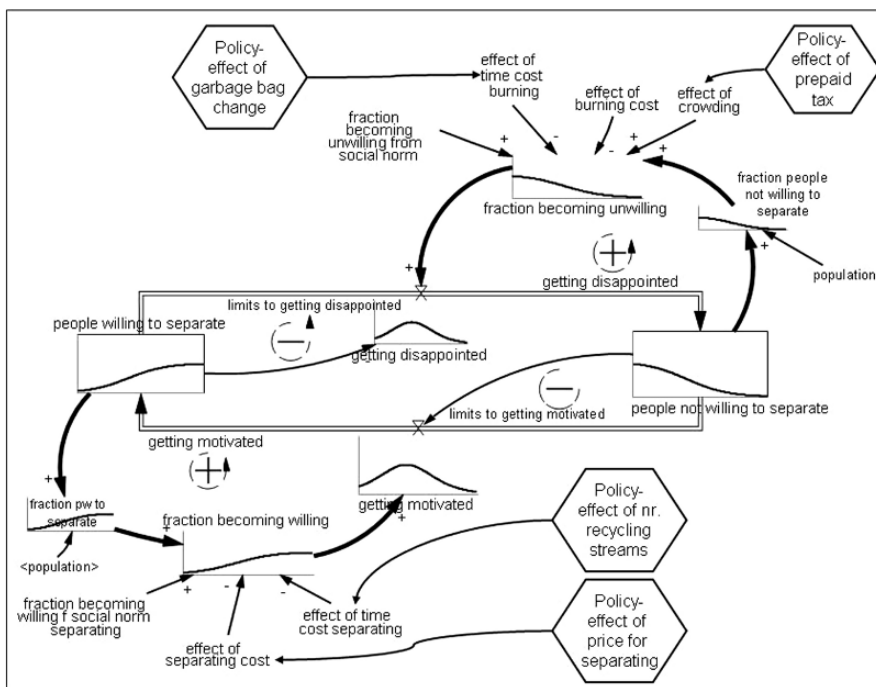 Policy-
effect of
garbage bag
change
effect of
time cost
burning
effect of
burning cost
effect of
crowding
Policy-
effect of
prepaid
tax
fraction
becoming
unwilling from
social norm
+
-
-
+
+
fraction people
not willing to
separate
fraction becoming unwilling
+
population
+
+
getting disappointed
limits to getting disappointed
people willing to separate
−
getting disappointed
−
limits to getting motivated
people not willing to separate
getting motivated
+
+
getting motivated
+
fraction pw to
separate
<population>
+
fraction becoming willing
+
-
-
fraction becoming
willing f social norm
separating
effect of
separating cost
effect of time
cost separating
Policy-
effect of nr.
recycling
streams
Policy-
effect of
price for
separating